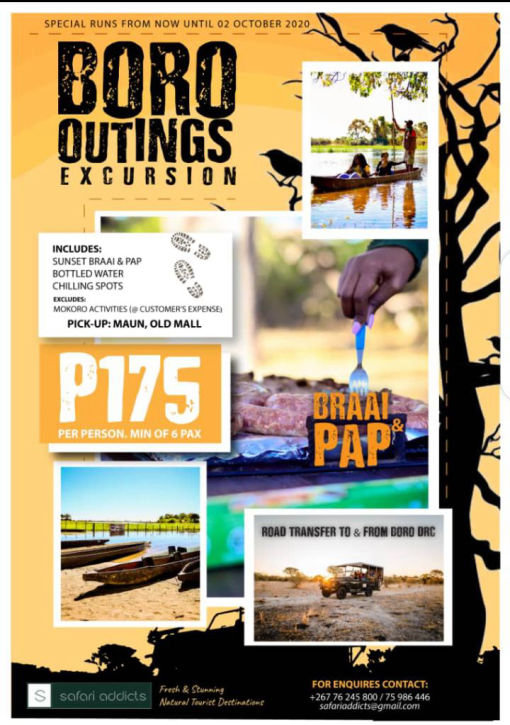 SPECIAL RUNS FROM NOW UNTIL 02 OCTOBER 2020
BORO
OUTINGS
EXCURSION
INCLUDES:
SUNSET BRAAI & PAP
BOTTLED WATER
CHILLING SPOTS
EXCLUDES:
MOKORO ACTIVITIES (@ CUSTOMER'S EXPENSE)
PICK-UP: MAUN, OLD MALL
P175
PER PERSON. MIN OF 6 PAX
BRAAI
& PAP
ROAD TRANSFER TO & FROM BORO DRC
S safari addicts
Fresh & Stunning
Natural Tourist Destinations
FOR ENQUIRES CONTACT:
+267 76 245 800 / 75 986 446
safariaddicts@gmail.com